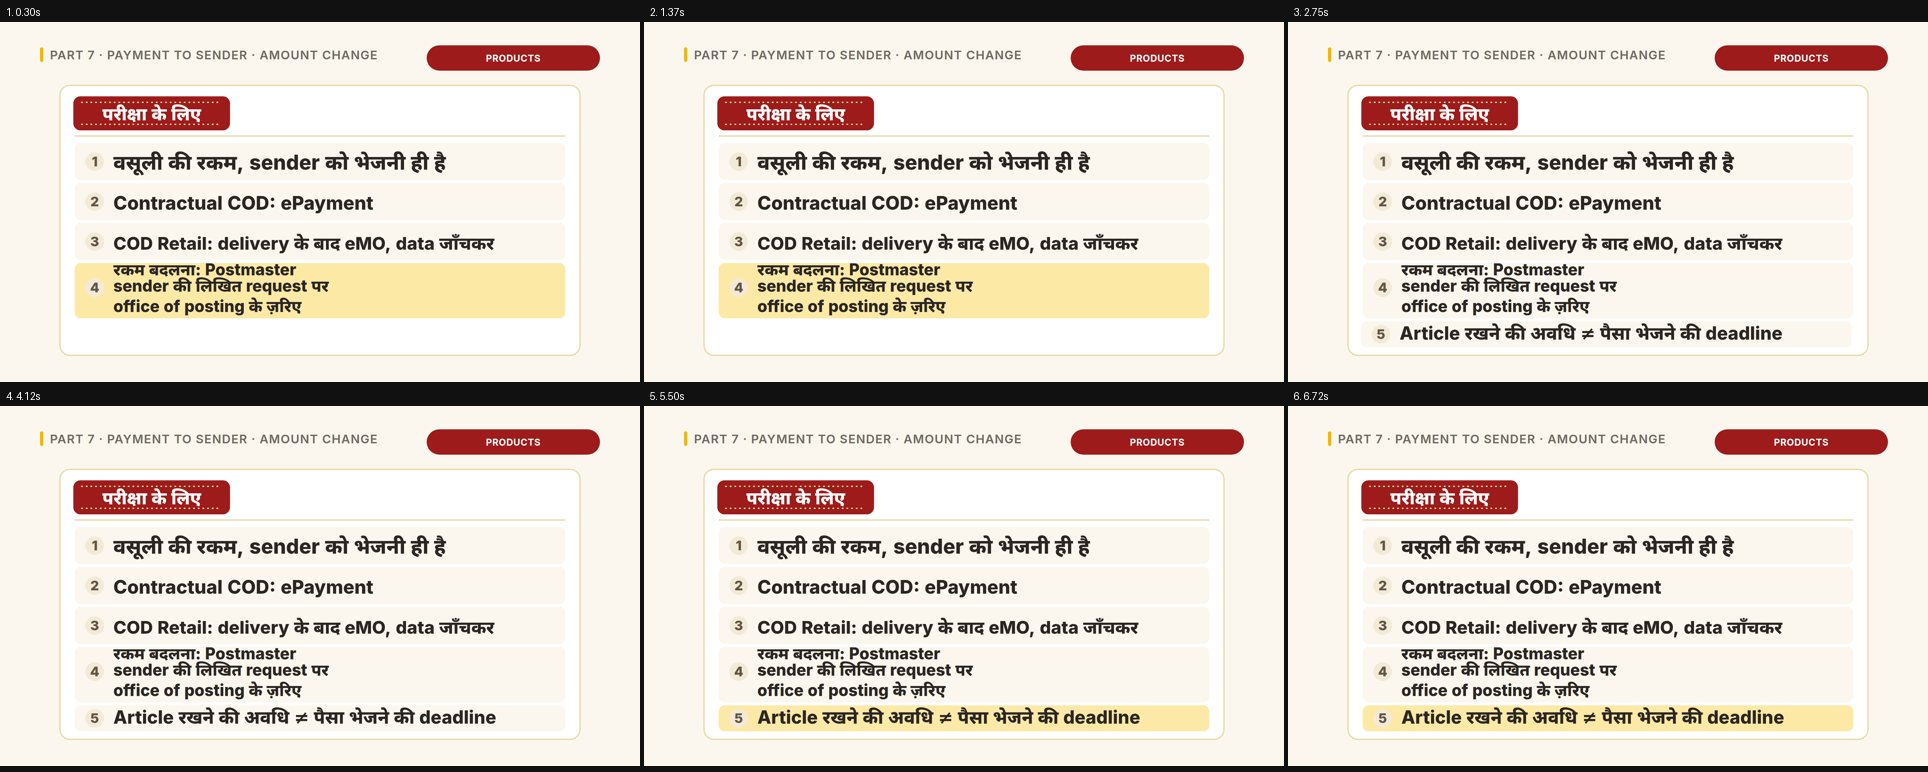 1. 0.30s
PART 7 · PAYMENT TO SENDER · AMOUNT CHANGE
PRODUCTS
परीक्षा के लिए
1 वसूली की रकम, sender को भेजनी ही है
2 Contractual COD: ePayment
3 COD Retail: delivery के बाद eMO, data जाँचकर
4 रकम बदलना: Postmaster
sender की लिखित request पर
office of posting के ज़रिए
2. 1.37s
PART 7 · PAYMENT TO SENDER · AMOUNT CHANGE
PRODUCTS
परीक्षा के लिए
1 वसूली की रकम, sender को भेजनी ही है
2 Contractual COD: ePayment
3 COD Retail: delivery के बाद eMO, data जाँचकर
4 रकम बदलना: Postmaster
sender की लिखित request पर
office of posting के ज़रिए
3. 2.75s
PART 7 · PAYMENT TO SENDER · AMOUNT CHANGE
PRODUCTS
परीक्षा के लिए
1 वसूली की रकम, sender को भेजनी ही है
2 Contractual COD: ePayment
3 COD Retail: delivery के बाद eMO, data जाँचकर
4 रकम बदलना: Postmaster
sender की लिखित request पर
office of posting के ज़रिए
5 Article रखने की अवधि ≠ पैसा भेजने की deadline
4. 4.12s
PART 7 · PAYMENT TO SENDER · AMOUNT CHANGE
PRODUCTS
परीक्षा के लिए
1 वसूली की रकम, sender को भेजनी ही है
2 Contractual COD: ePayment
3 COD Retail: delivery के बाद eMO, data जाँचकर
4 रकम बदलना: Postmaster
sender की लिखित request पर
office of posting के ज़रिए
5 Article रखने की अवधि ≠ पैसा भेजने की deadline
5. 5.50s
PART 7 · PAYMENT TO SENDER · AMOUNT CHANGE
PRODUCTS
परीक्षा के लिए
1 वसूली की रकम, sender को भेजनी ही है
2 Contractual COD: ePayment
3 COD Retail: delivery के बाद eMO, data जाँचकर
4 रकम बदलना: Postmaster
sender की लिखित request पर
office of posting के ज़रिए
5 Article रखने की अवधि ≠ पैसा भेजने की deadline
6. 6.72s
PART 7 · PAYMENT TO SENDER · AMOUNT CHANGE
PRODUCTS
परीक्षा के लिए
1 वसूली की रकम, sender को भेजनी ही है
2 Contractual COD: ePayment
3 COD Retail: delivery के बाद eMO, data जाँचकर
4 रकम बदलना: Postmaster
sender की लिखित request पर
office of posting के ज़रिए
5 Article रखने की अवधि ≠ पैसा भेजने की deadline